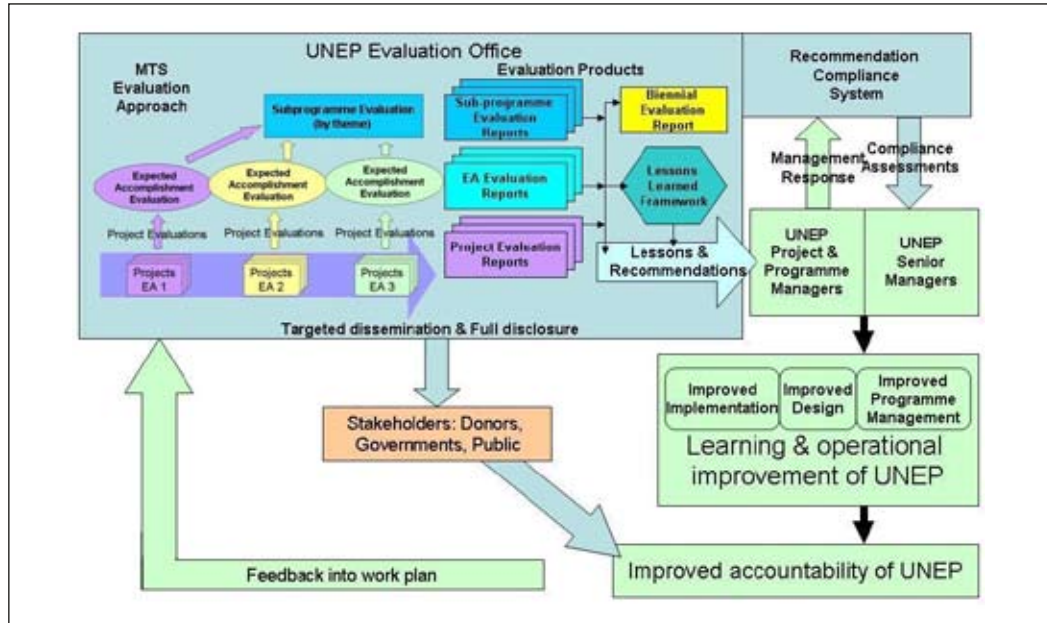 UNEP Evaluation Office
MTS
Evaluation
Approach
Subprogramme Evaluation
(by theme)
Expected
Accomplishment
Evaluation
Expected
Accomplishment
Evaluation
Expected
Accomplishment
Evaluation
Project Evaluations
Project Evaluations
Project Evaluations
Projects
EA 1
Projects
EA 2
Projects
EA 3
Evaluation Products
Sub-programme
Evaluation
Reports
EA Evaluation
Reports
Project Evaluation
Reports
Biennial
Evaluation
Report
Lessons
Learned
Framework
Lessons &
Recommendations
Targeted dissemination & Full disclosure
Recommendation
Compliance
System
Management
Response
Compliance
Assessments
UNEP
Project &
Programme
Managers
UNEP
Senior
Managers
Improved
Implementation
Improved
Design
Improved
Programme
Management
Learning & operational
improvement of UNEP
Stakeholders: Donors,
Governments, Public
Feedback into work plan
Improved accountability of UNEP